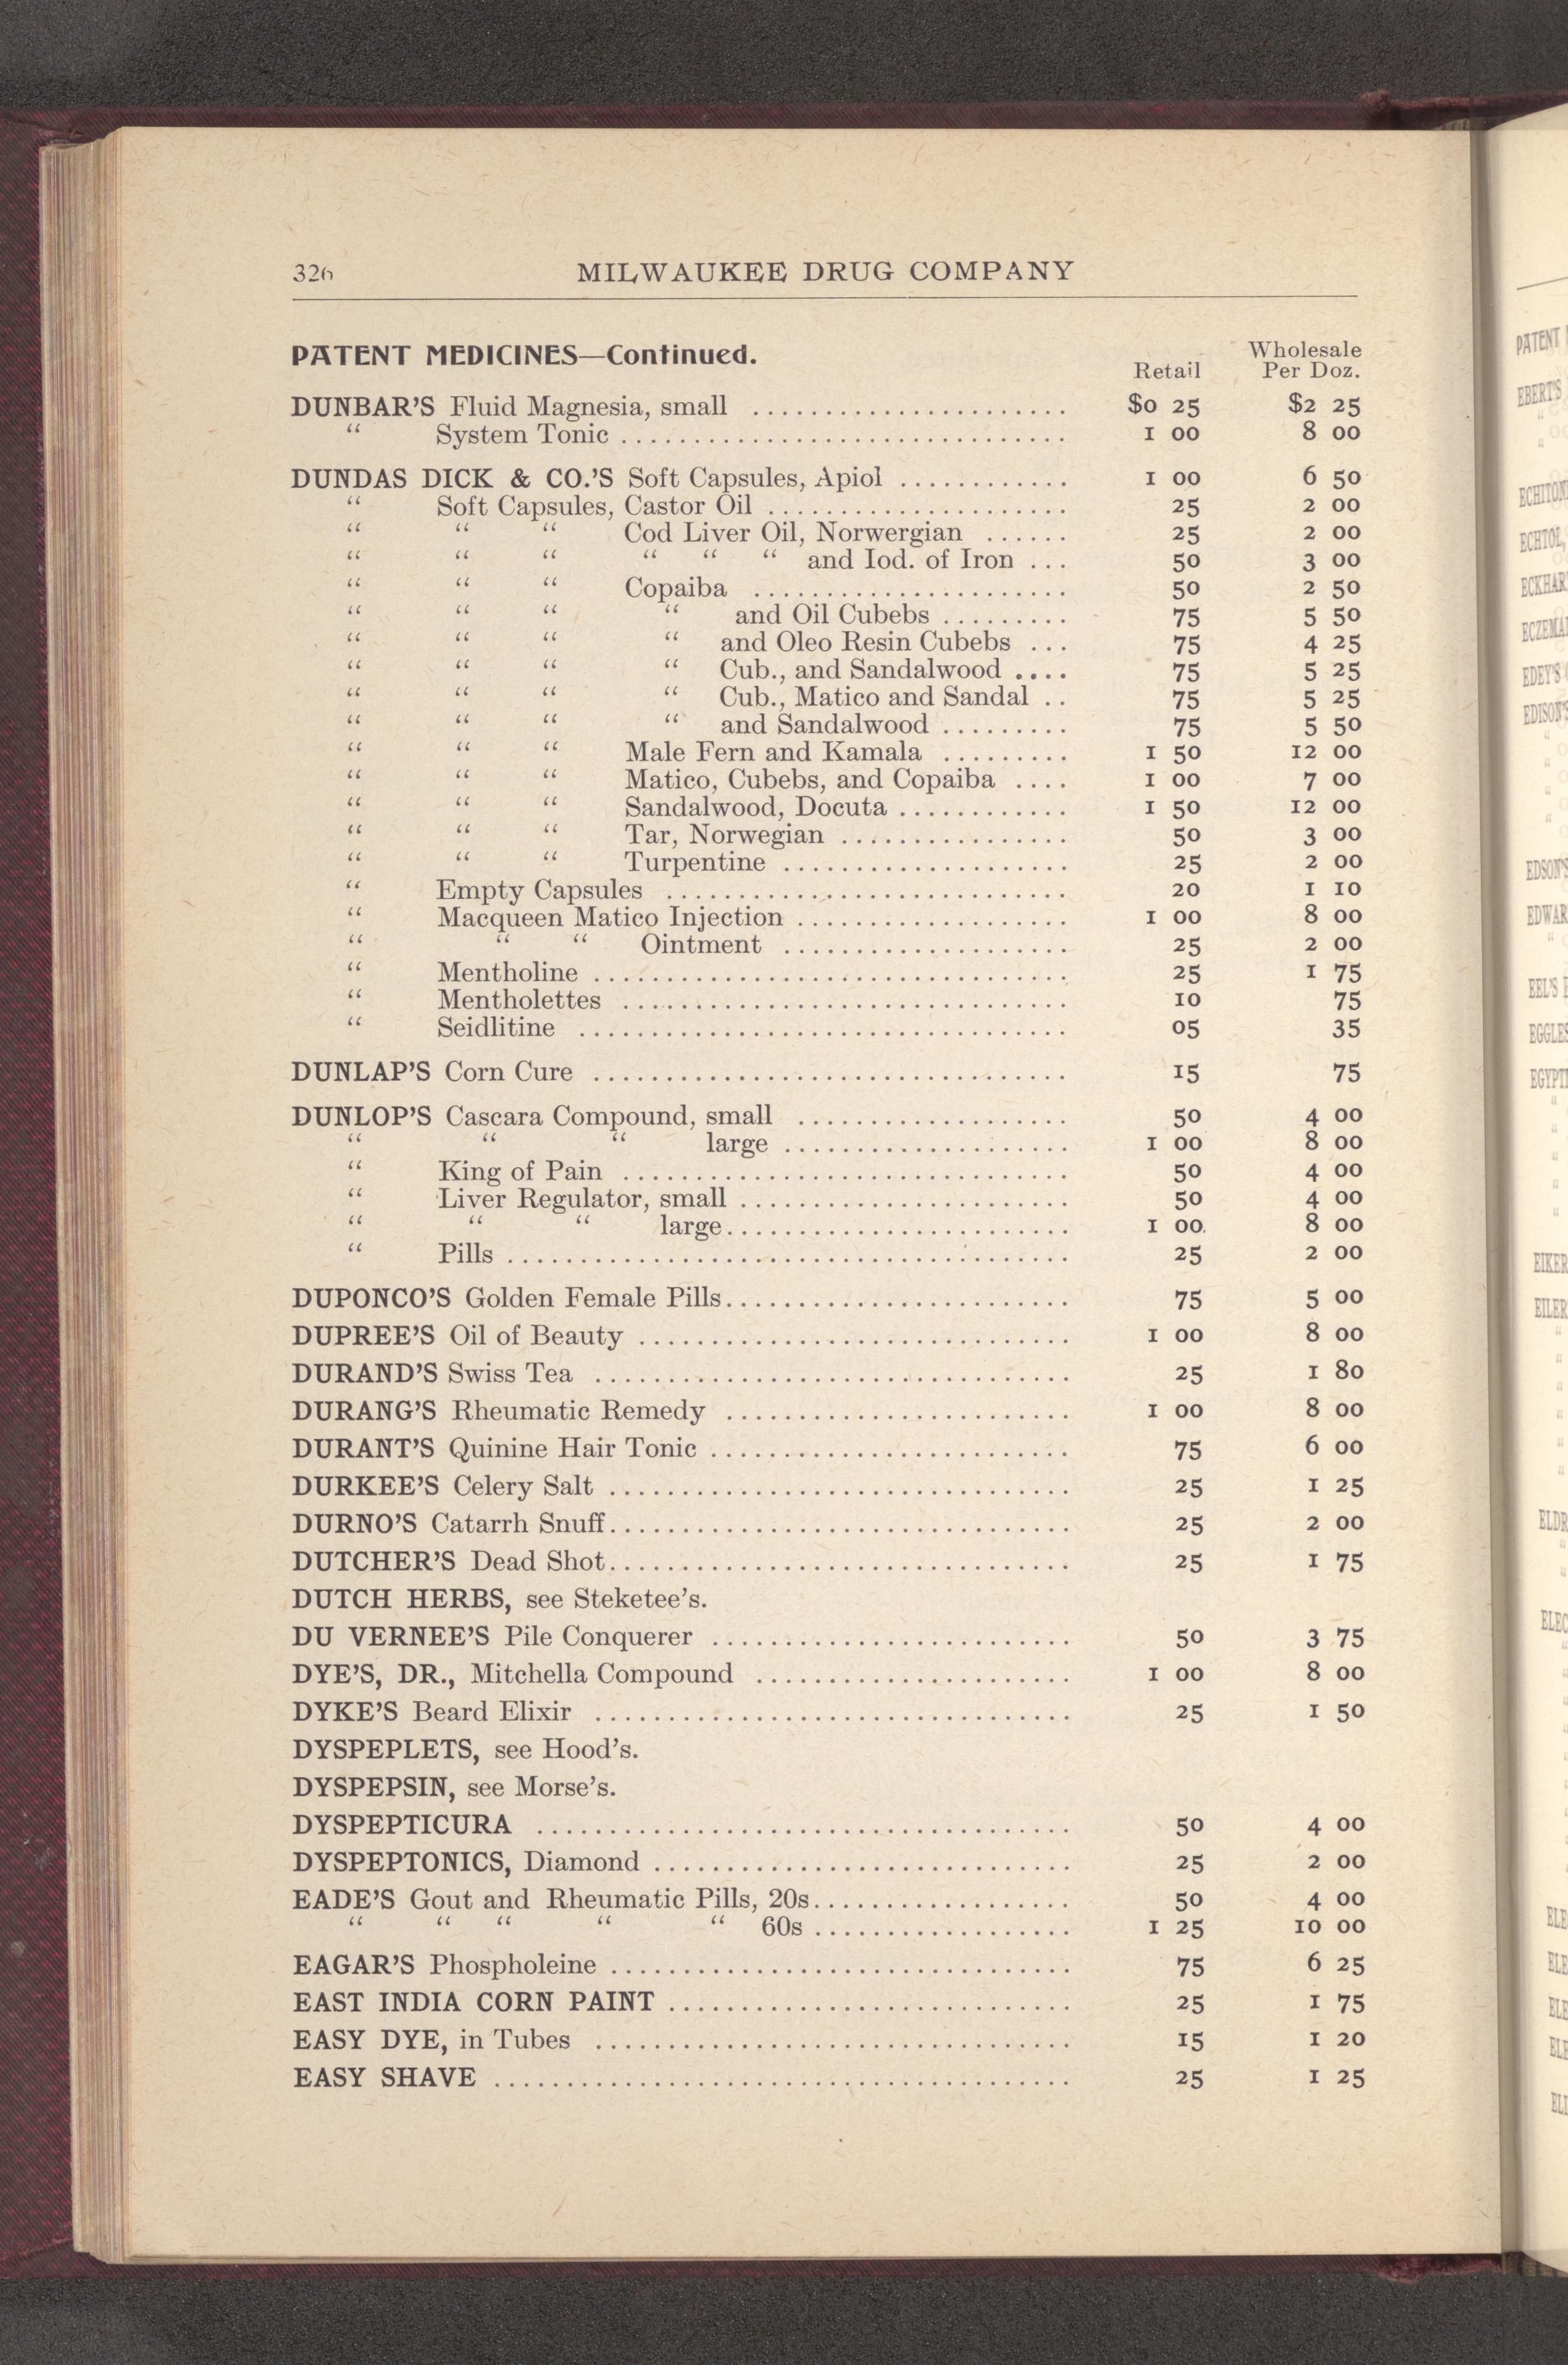 326 MILWAUKEE DRUG COMPANY
PATENT MEDICINES—Continued.
Retail Wholesale Per Doz.
DUNBAR'S Fluid Magnesia, small ...................... $0 25 $2 25
“ System Tonic ............................... 1 00 8 00
DUNDAS DICK & CO.'S Soft Capsules, Apiol ............ 1 00 6 50
“ Soft Capsules, Castor Oil ..................... 25 2 00
“ “ “ Cod Liver Oil, Norwergian ...... 25 2 00
“ “ “ “ “ “ and Iod. of Iron ... 50 3 00
“ “ “ Copaiba ...................... 50 2 50
“ “ “ “ and Oil Cubebs ......... 75 5 50
“ “ “ “ and Oleo Resin Cubebs ... 75 4 25
“ “ “ “ Cub., and Sandalwood .... 75 5 25
“ “ “ “ Cub., Matico and Sandal .. 75 5 25
“ “ “ “ and Sandalwood ......... 75 5 50
“ “ “ Male Fern and Kamala ......... 1 50 12 00
“ “ “ Matico, Cubebs, and Copaiba .... 1 00 7 00
“ “ “ Sandalwood, Docuta ............ 1 50 12 00
“ “ “ Tar, Norwegian ................ 50 3 00
“ “ “ Turpentine .................... 25 2 00
“ Empty Capsules ............................ 20 1 10
“ Macqueen Matico Injection ................... 1 00 8 00
“ “ “ Ointment .................... 25 2 00
“ Mentholine ................................. 25 1 75
“ Mentholettes ............................... 10 75
“ Seidlitine .................................. 05 35
DUNLAP'S Corn Cure ................................. 15 75
DUNLOP'S Cascara Compound, small ................... 50 4 00
“ “ “ large .................... 1 00 8 00
“ King of Pain ............................... 50 4 00
“ Liver Regulator, small ....................... 50 4 00
“ “ “ large........................ 1 00 8 00
“ Pills ....................................... 25 2 00
DUPONCO'S Golden Female Pills........................ 75 5 00
DUPREE'S Oil of Beauty .............................. 1 00 8 00
DURAND'S Swiss Tea ................................. 25 1 80
DURANG'S Rheumatic Remedy ........................ 1 00 8 00
DURANT'S Quinine Hair Tonic ......................... 75 6 00
DURKEE'S Celery Salt ................................ 25 1 25
DURNO'S Catarrh Snuff................................ 25 2 00
DUTCHER'S Dead Shot................................ 25 1 75
DUTCH HERBS, see Steketee's.
DU VERNEE'S Pile Conquerer ......................... 50 3 75
DYE'S, DR., Mitchella Compound ...................... 1 00 8 00
DYKE'S Beard Elixir ................................. 25 1 50
DYSPEPLETS, see Hood's.
DYSPEPSIN, see Morse's.
DYSPEPTICURA ..................................... 50 4 00
DYSPEPTONICS, Diamond ............................. 25 2 00
EADE'S Gout and Rheumatic Pills, 20s.................. 50 4 00
“ “ “ “ “ 60s .................. 1 25 10 00
EAGAR'S Phospholeine ................................ 75 6 25
EAST INDIA CORN PAINT ............................ 25 1 75
EASY DYE, in Tubes ................................. 15 1 20
EASY SHAVE ........................................ 25 1 25
PATENT
EBERT'S
ECHTOL,
EDEY'S
EDISON'S
EDSON'S
EEL'S